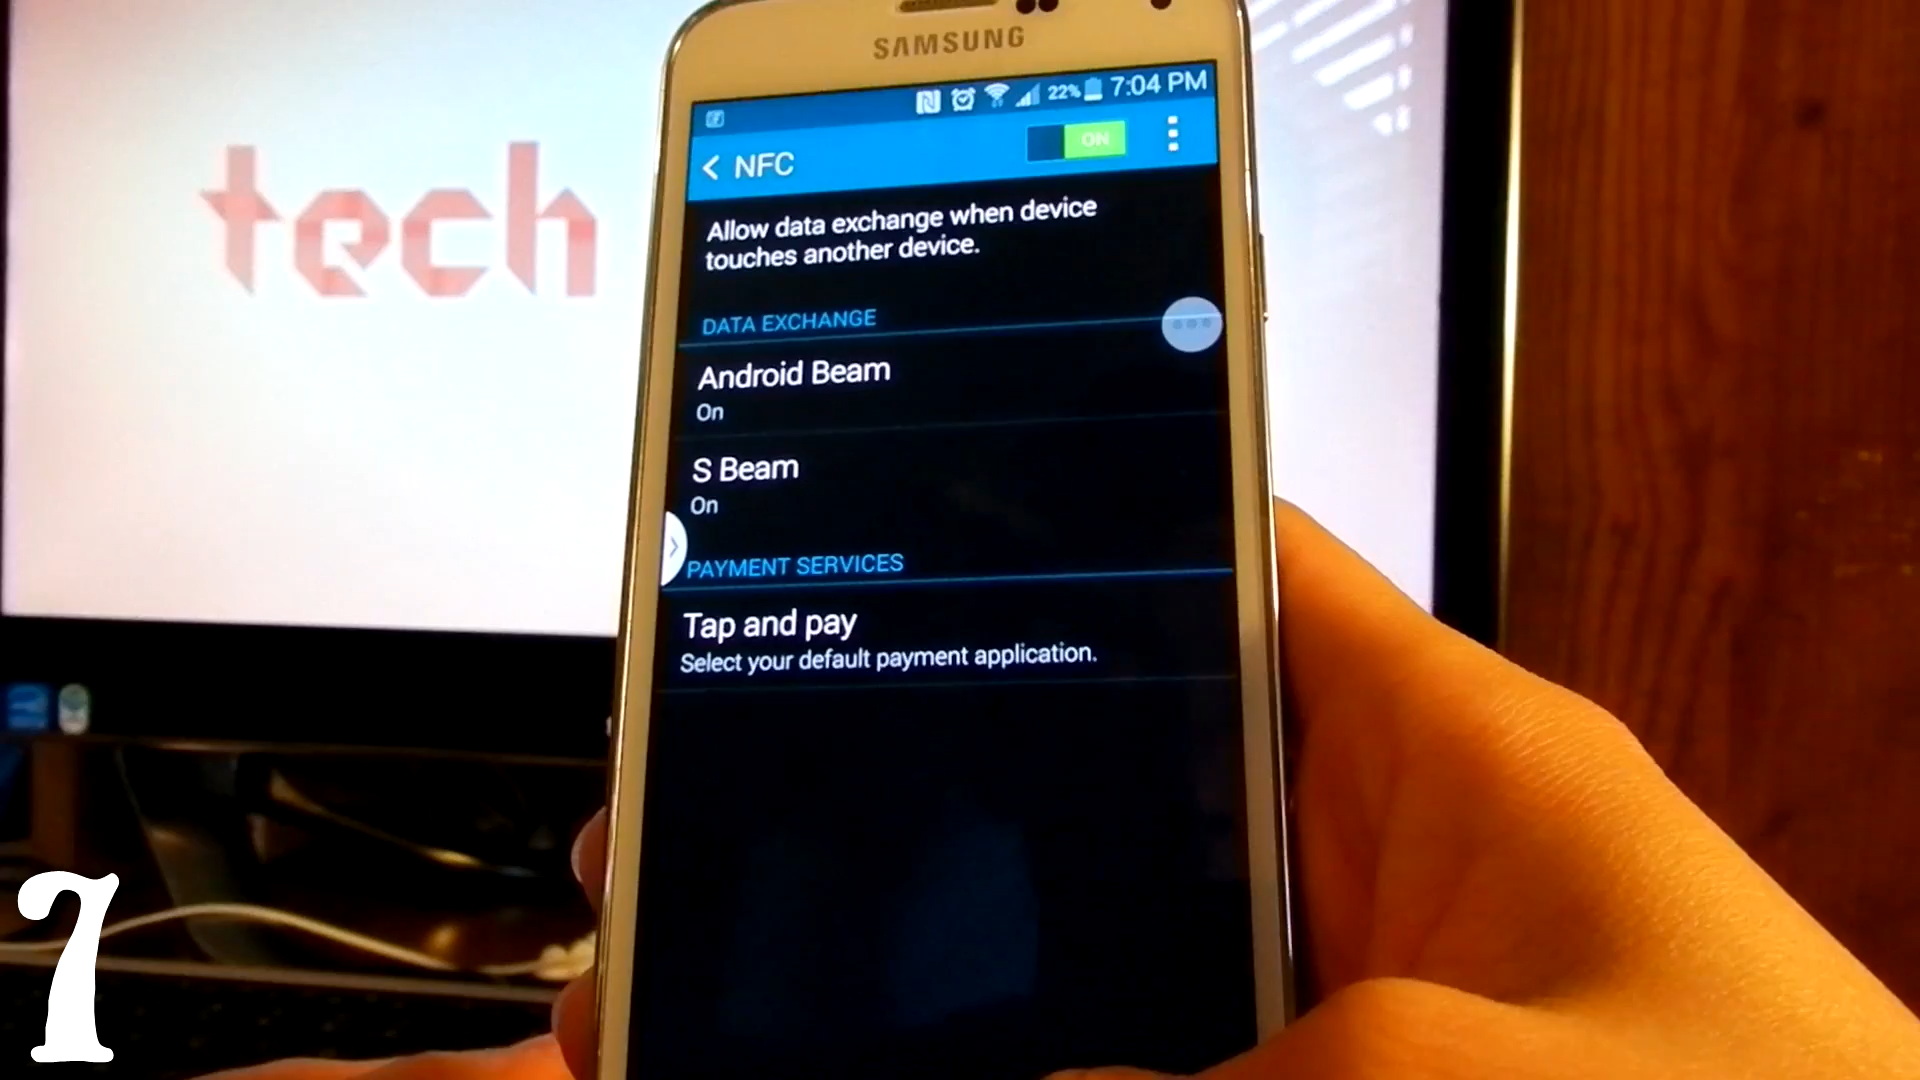 tech
SAMSUNG
22% 7:04 PM
NFC
ON
Allow data exchange when device
touches another device.
DATA EXCHANGE
Android Beam
On
S Beam
On
PAYMENT SERVICES
Tap and pay
Select your default payment application.
7